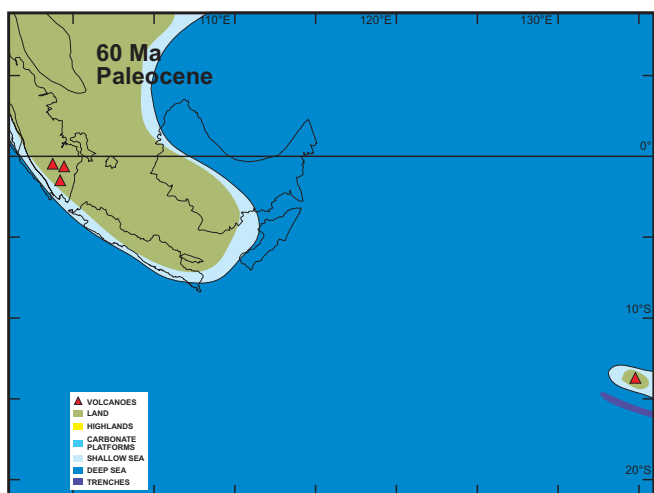 110°E
120°E
130°E
60 Ma
Paleocene
0°
10°S
20°S
VOLCANOES
LAND
HIGHLANDS
CARBONATE
PLATFORMS
SHALLOW SEA
DEEP SEA
TRENCHES